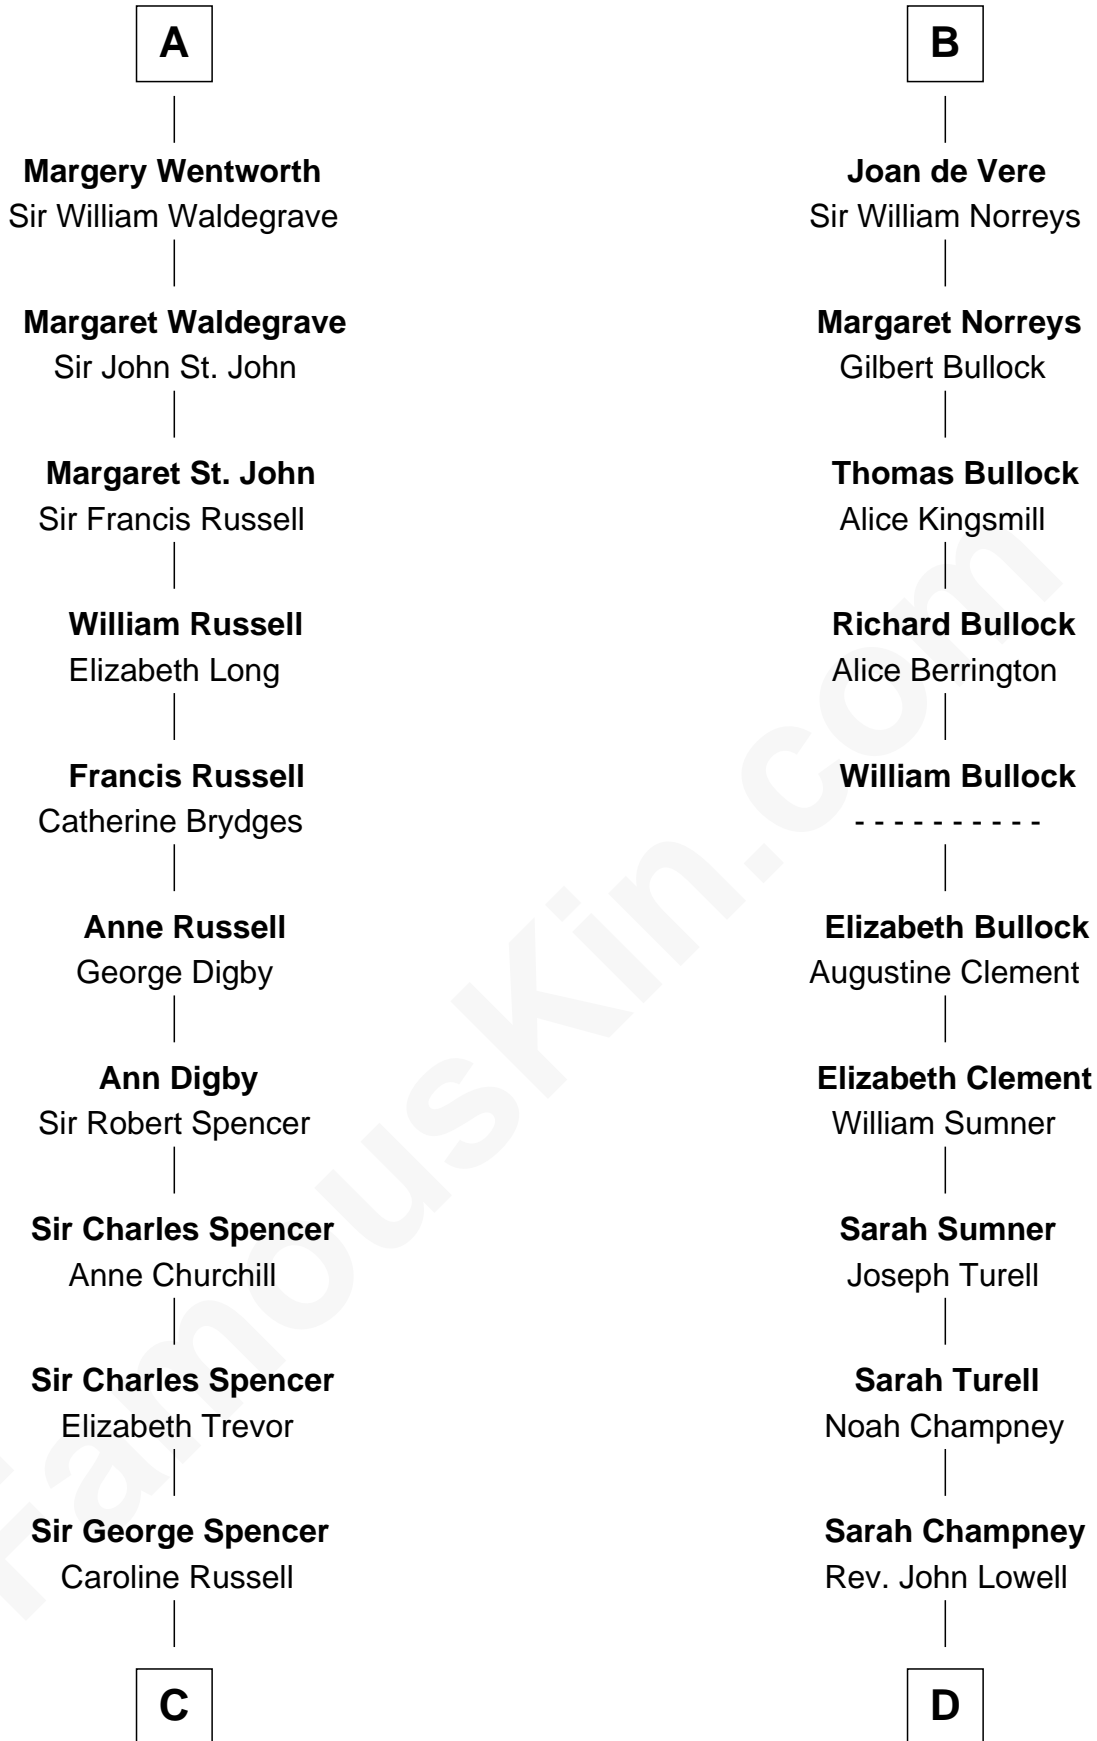 A
Margery Wentworth
Sir William Waldegrave
Margaret Waldegrave
Sir John St. John
Margaret St. John
Sir Francis Russell
William Russell
Elizabeth Long
Francis Russell
Catherine Brydges
Anne Russell
George Digby
Ann Digby
Sir Robert Spencer
Sir Charles Spencer
Anne Churchill
Sir Charles Spencer
Elizabeth Trevor
Sir George Spencer
Caroline Russell
C
B
Joan de Vere
Sir William Norreys
Margaret Norreys
Gilbert Bullock
Thomas Bullock
Alice Kingsmill
Richard Bullock
Alice Berrington
William Bullock
- - - - - - - - - -
Elizabeth Bullock
Augustine Clement
Elizabeth Clement
William Sumner
Sarah Sumner
Joseph Turell
Sarah Turell
Noah Champney
Sarah Champney
Rev. John Lowell
D
FamousKin.com